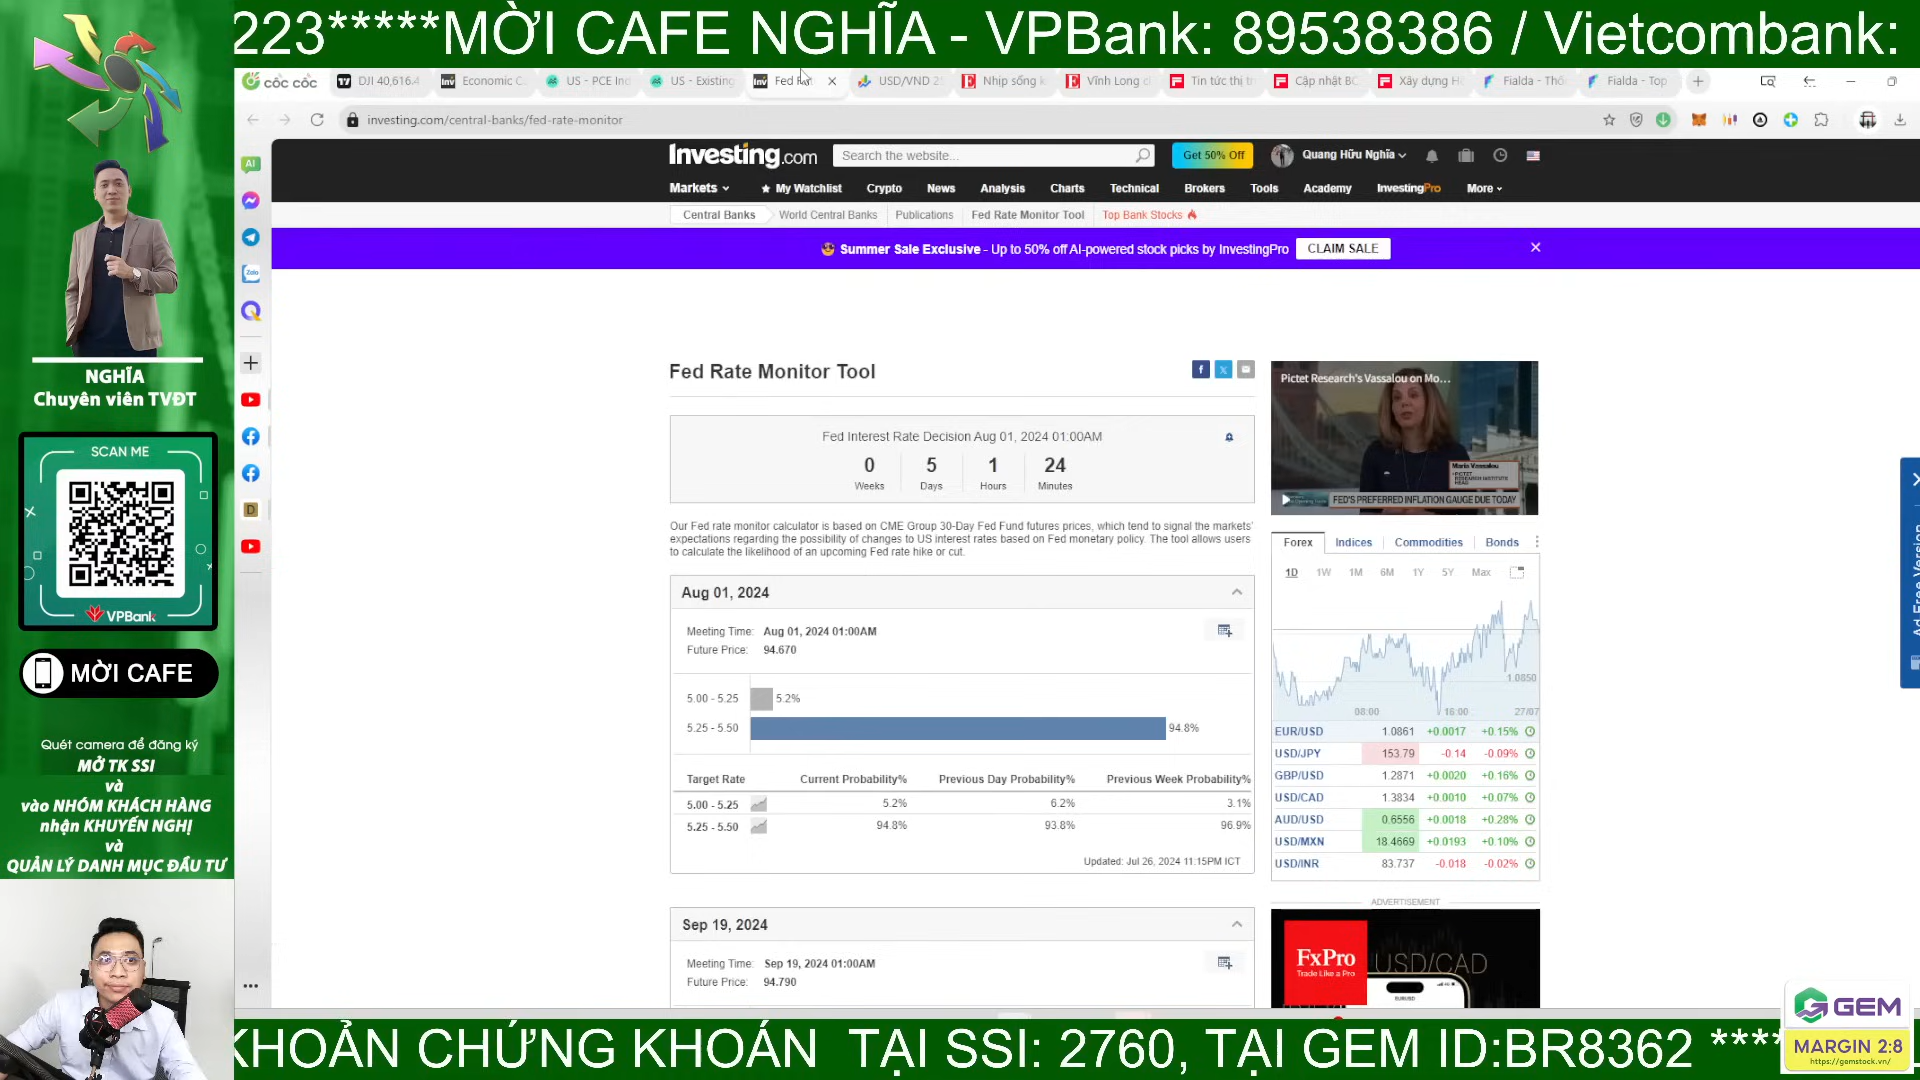 223*****MỜI CAFE NGHĨA - VPBank: 89538386 / Vietcombank:
CỐC CỐC
DJI 40,616.4
Economic C
US - PCE In
US - Existing
USD/VND 2
Nhịp sống k
Vĩnh Long
Tin tức thị tr
Cập nhật BC
Xây dựng H
Fialda - Thố
Fialda - Top
investing.com/central-banks/fed-rate-monitor
Investing.com
Search the website...
Get 50% Off
Quang Hữu Nghĩa
Markets
My Watchlist
Crypto
News
Analysis
Charts
Technical
Brokers
Tools
Academy
InvestingPro
More
Central Banks
World Central Banks
Publications
Fed Rate Monitor Tool
Top Bank Stocks
Summer Sale Exclusive - Up to 50% off AI-powered stock picks by InvestingPro
CLAIM SALE
Fed Rate Monitor Tool
Fed Interest Rate Decision Aug 01, 2024 01:00AM
0 5 1 24
Weeks Days Hours Minutes
Our Fed rate monitor calculator is based on CME Group 30-Day Fed Fund futures prices, which tend to signal the markets'
expectations regarding the possibility of changes to US interest rates based on Fed monetary policy. The tool allows users
to calculate the likelihood of an upcoming Fed rate hike or cut.
Aug 01, 2024
Meeting Time: Aug 01, 2024 01:00AM
Future Price: 94.670
5.00 - 5.25 5.2%
5.25 - 5.50 94.8%
Target Rate Current Probability% Previous Day Probability% Previous Week Probability%
5.00 - 5.25 5.2% 6.2% 3.1%
5.25 - 5.50 94.8% 93.8% 96.9%
Updated: Jul 26, 2024 11:15PM ICT
Sep 19, 2024
Meeting Time: Sep 19, 2024 01:00AM
Future Price: 94.790
Pictet Research's Vassalou on Mo...
Maria Vassalou
FED'S PREFERRED INFLATION GAUGE DUE TODAY
Forex Indices Commodities Bonds
1D 1W 1M 6M 1Y 5Y Max
1.0850
08:00 16:00 27/07
EUR/USD 1.0861 +0.0017 +0.15%
USD/JPY 153.79 -0.14 -0.09%
GBP/USD 1.2871 +0.0020 +0.16%
USD/CAD 1.3834 +0.0010 +0.07%
AUD/USD 0.6556 +0.0018 +0.28%
USD/MXN 18.4669 +0.0193 +0.10%
USD/INR 83.737 -0.018 -0.02%
ADVERTISEMENT
FxPro
Trade Like a Pro
USD/CAD
Ad-Free Version
AI
Zalo
D
NGHĨA
Chuyên viên TVĐT
SCAN ME
VPBank
MỜI CAFE
Quét camera để đăng ký
MỞ TK SSI
và
vào NHÓM KHÁCH HÀNG
nhận KHUYẾN NGHỊ
và
QUẢN LÝ DANH MỤC ĐẦU TƯ
GEM
MARGIN 2:8
https://gemstock.vn/
KHOẢN CHỨNG KHOÁN TẠI SSI: 2760, TẠI GEM ID:BR8362 ****